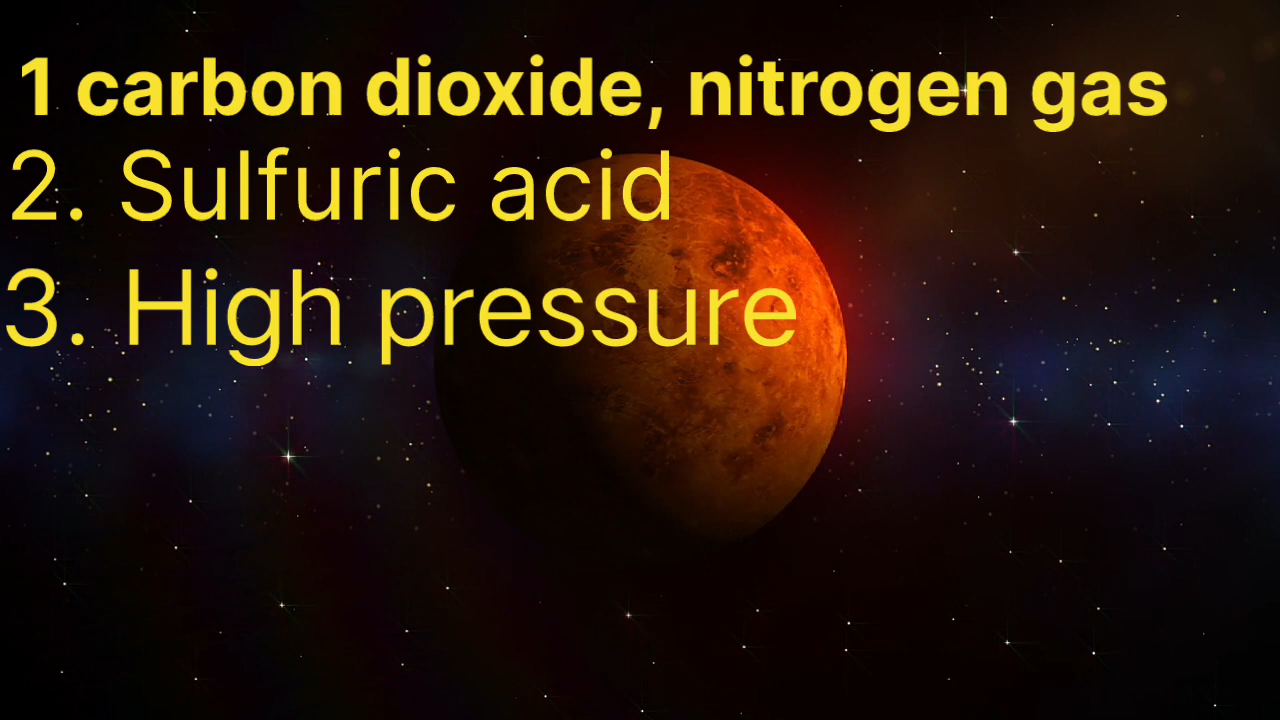 1 carbon dioxide, nitrogen gas
2. Sulfuric acid
3. High pressure